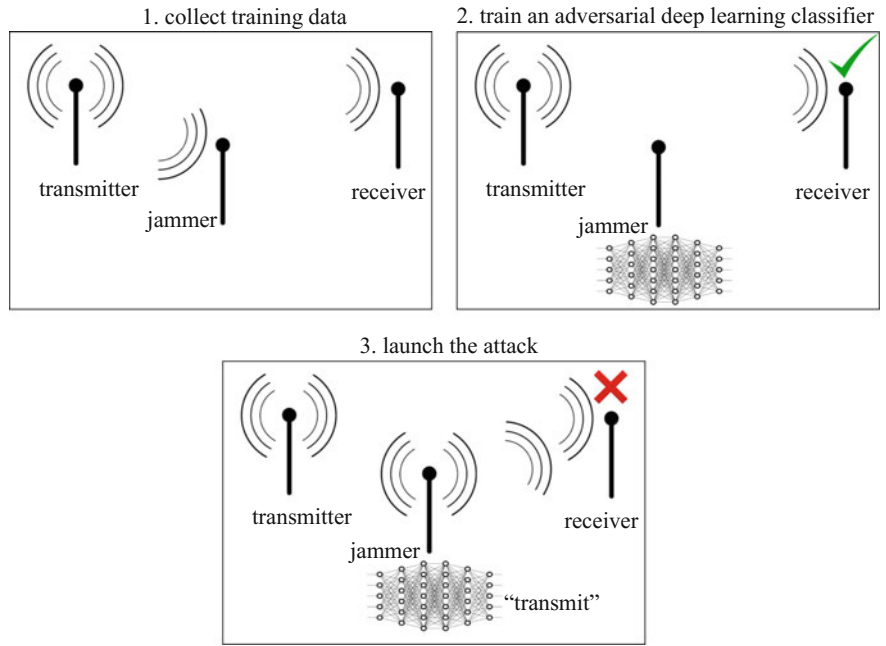 1. collect training data
transmitter
jammer
receiver
2. train an adversarial deep learning classifier
transmitter
jammer
receiver
3. launch the attack
transmitter
jammer
receiver
“transmit”